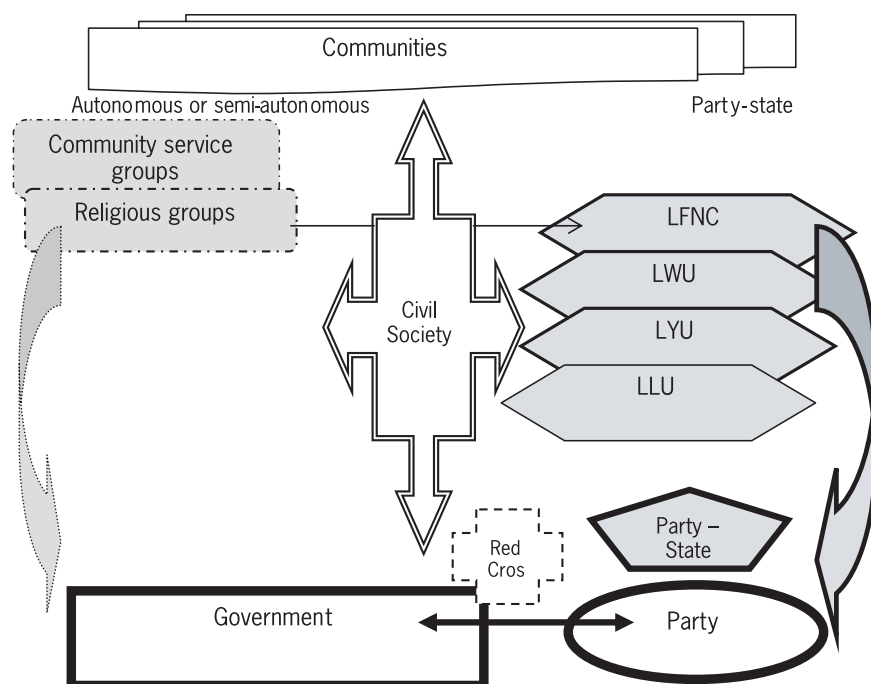 Communities
Autonomous or semi-autonomous
Party-state
Community service
groups
Religious groups
LFNC
LWU
Civil
Society
LYU
LLU
Red
Cros
Party –
State
Government
Party